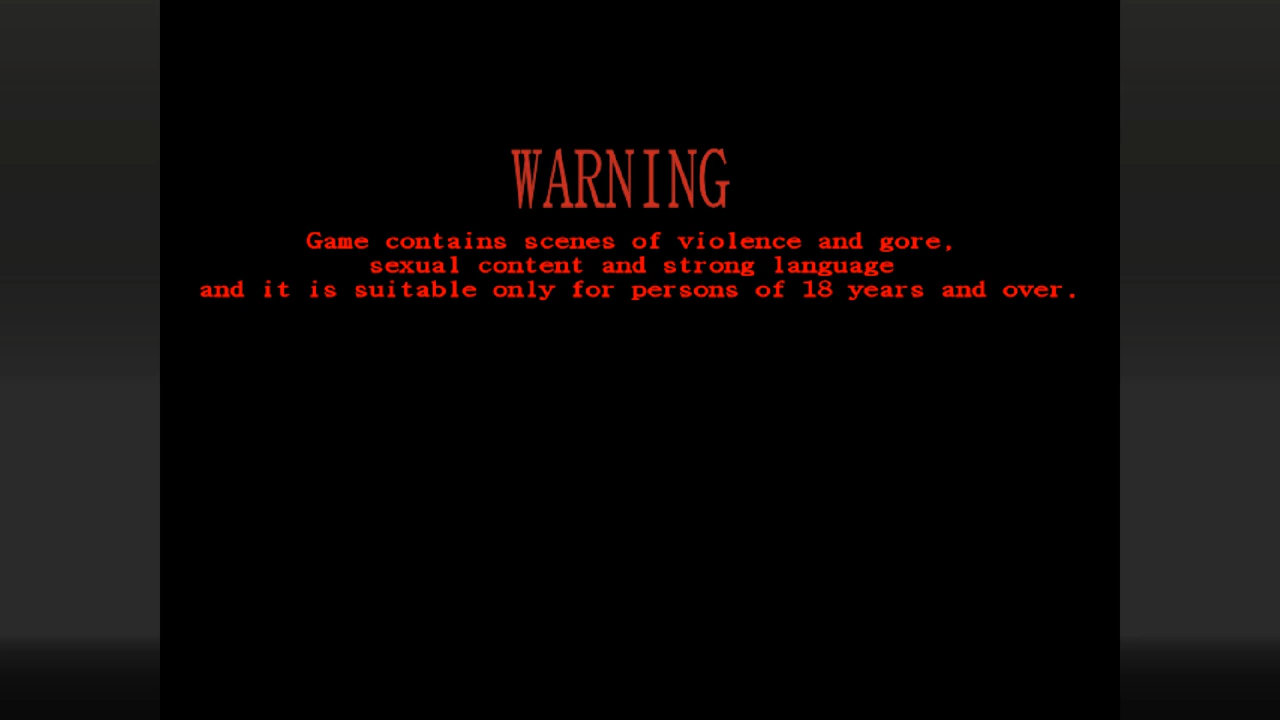 WARNING
Game contains scenes of violence and gore,
sexual content and strong language
and it is suitable only for persons of 18 years and over.